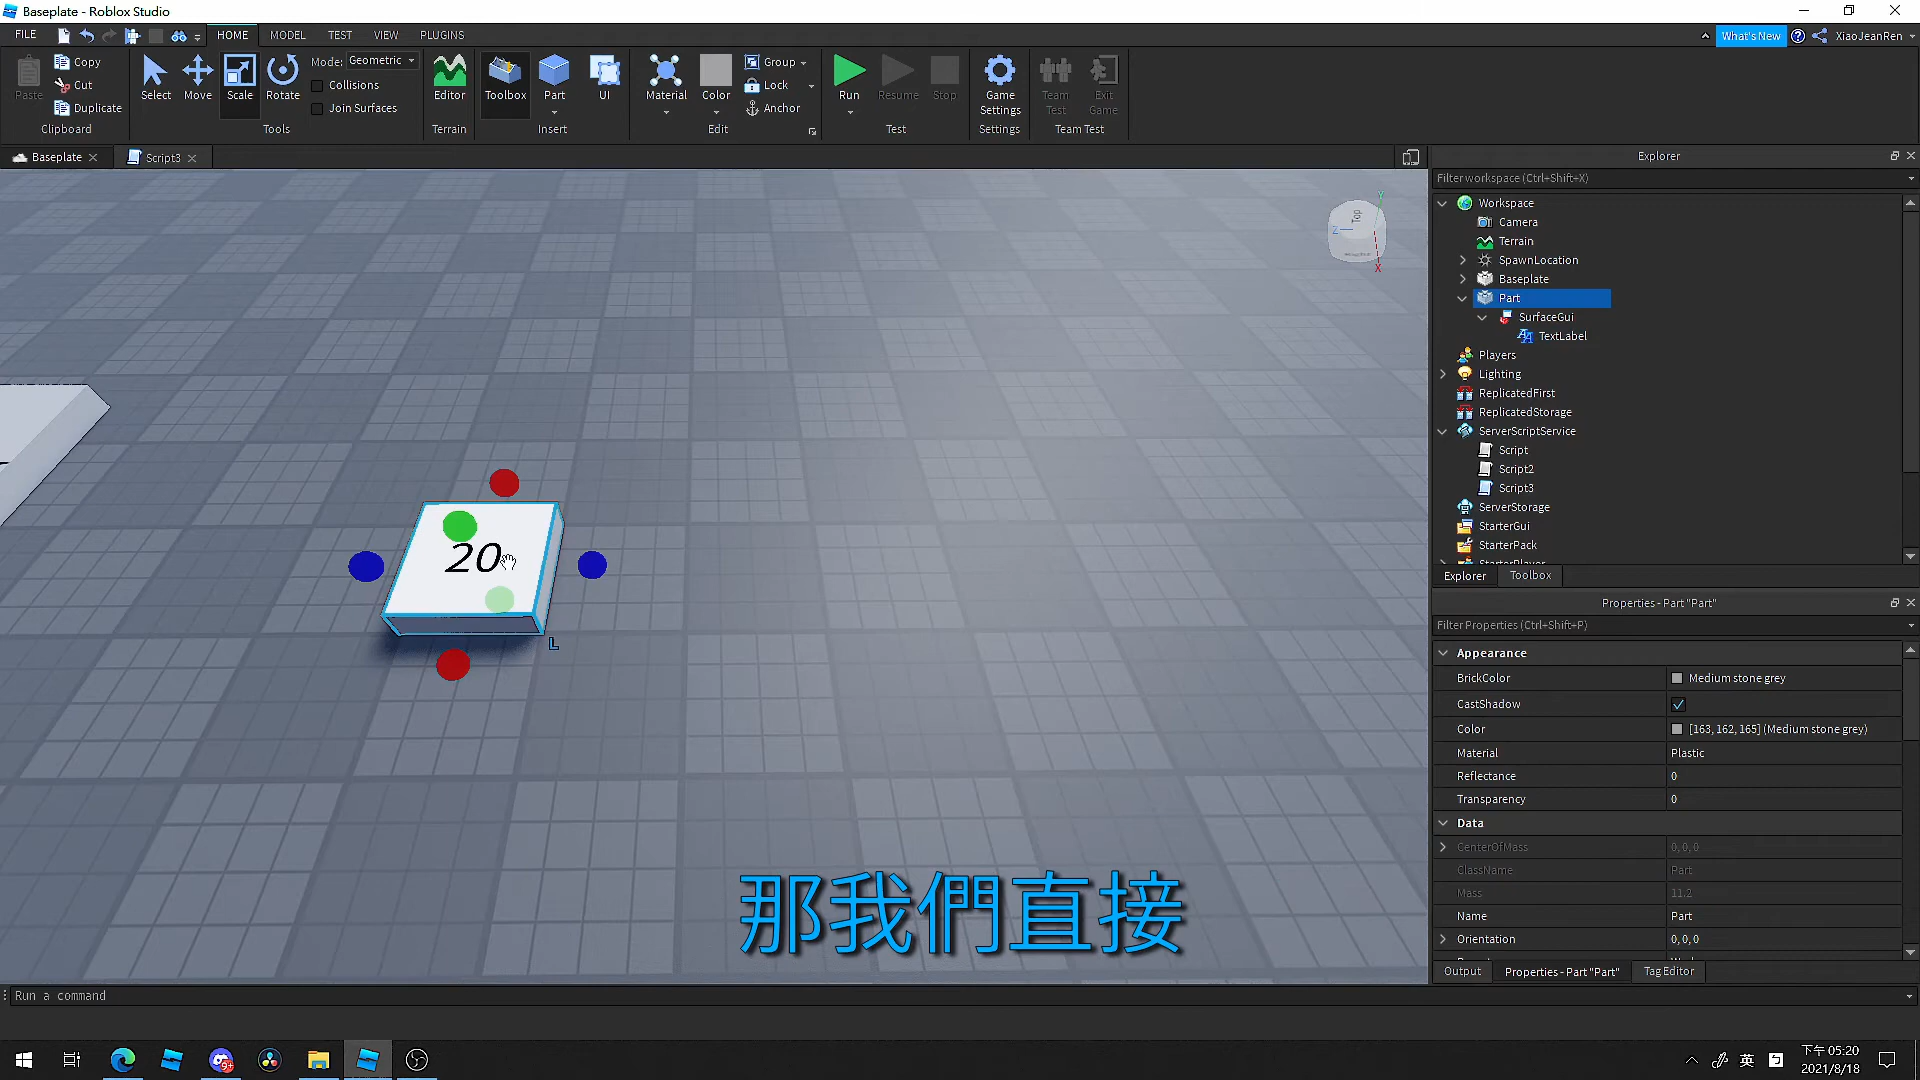 Baseplate - Roblox Studio
FILE HOME MODEL TEST VIEW PLUGINS What's New XiaoJeanRen
Paste Copy Cut Duplicate Clipboard
Select Move Scale Rotate Mode: Geometric Collisions Join Surfaces Tools
Editor Terrain
Toolbox Part UI Insert
Material Color Group Lock Anchor Edit
Run Resume Stop Test
Game Settings Settings
Team Test Exit Game Team Test
Baseplate Script3
Top
Z
Y
X
20
L
那我們直接
Explorer
Filter workspace (Ctrl+Shift+X)
Workspace
Camera
Terrain
SpawnLocation
Baseplate
Part
SurfaceGui
TextLabel
Players
Lighting
ReplicatedFirst
ReplicatedStorage
ServerScriptService
Script
Script2
Script3
ServerStorage
StarterGui
StarterPack
StarterPlayer
Explorer Toolbox
Properties - Part "Part"
Filter Properties (Ctrl+Shift+P)
Appearance
BrickColor Medium stone grey
CastShadow
Color [163, 162, 165] (Medium stone grey)
Material Plastic
Reflectance 0
Transparency 0
Data
CenterOfMass 0, 0, 0
ClassName Part
Mass 11.2
Name Part
Orientation 0, 0, 0
Output Properties - Part "Part" Tag Editor
Run a command
9+
英
下午 05:20
2021/8/18